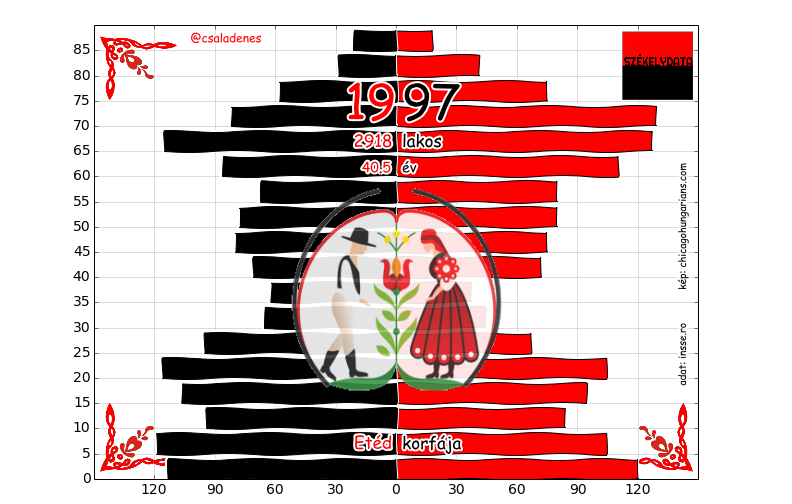 @csaladenes
SZÉKELYDATA
1997
2918 lakos
40.5 év
kép: chicagohungarians.com
adat: insse.ro
Etéd korfája
85
80
75
70
65
60
55
50
45
40
35
30
25
20
15
10
5
0
120 90 60 30 0 30 60 90 120